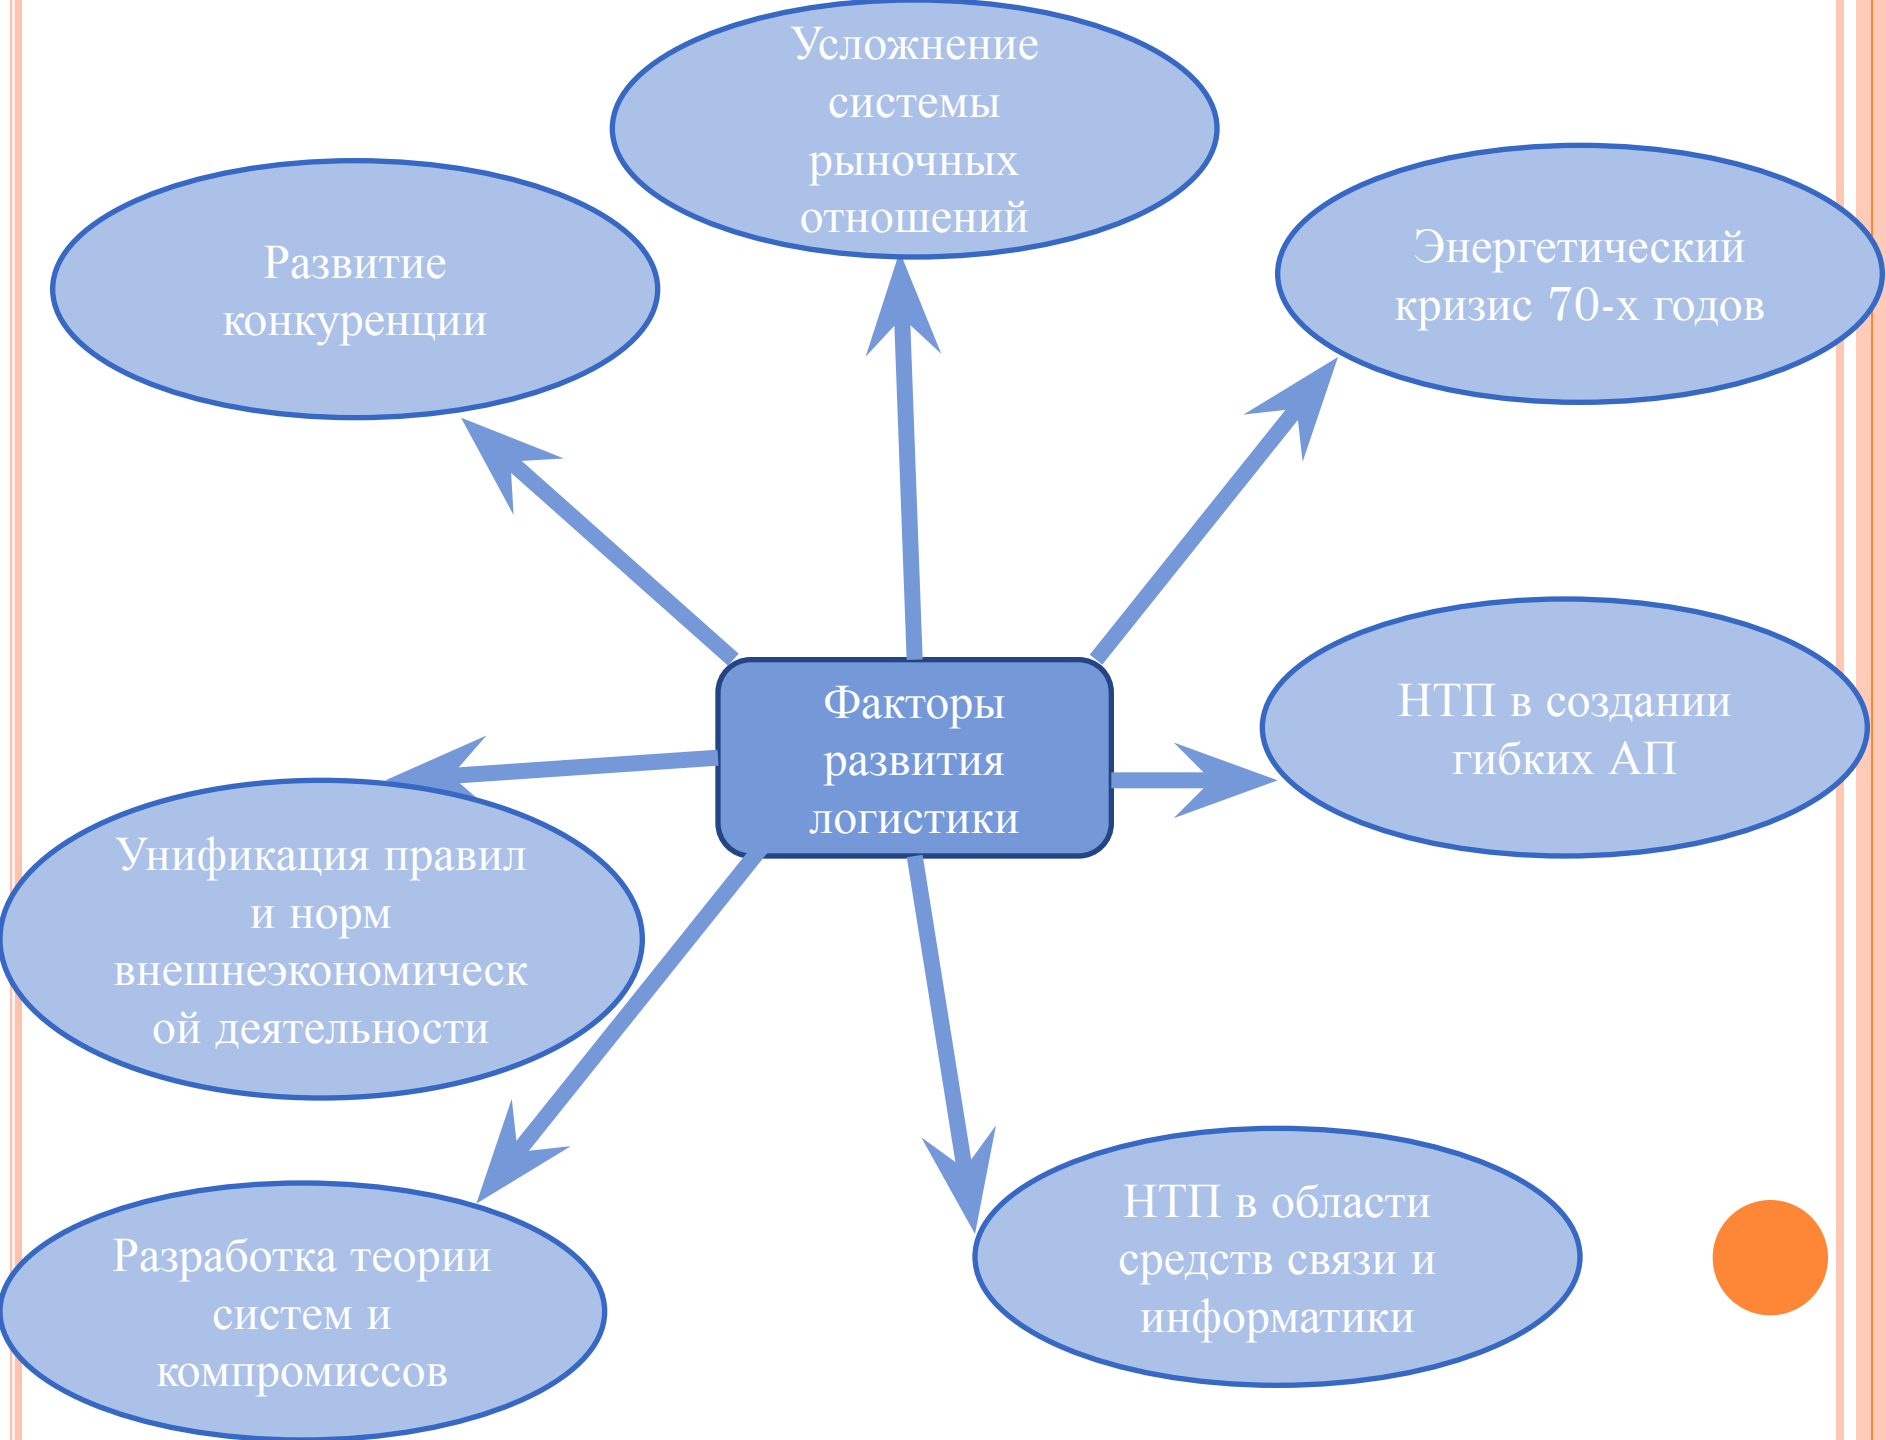 Усложнение
системы
рыночных
отношений
Развитие
конкуренции
Энергетический
кризис 70-х годов
Факторы
развития
логистики
НТП в создании
гибких АП
Унификация правил
и норм
внешнеэкономическ
ой деятельности
НТП в области
средств связи и
информатики
Разработка теории
систем и
компромиссов